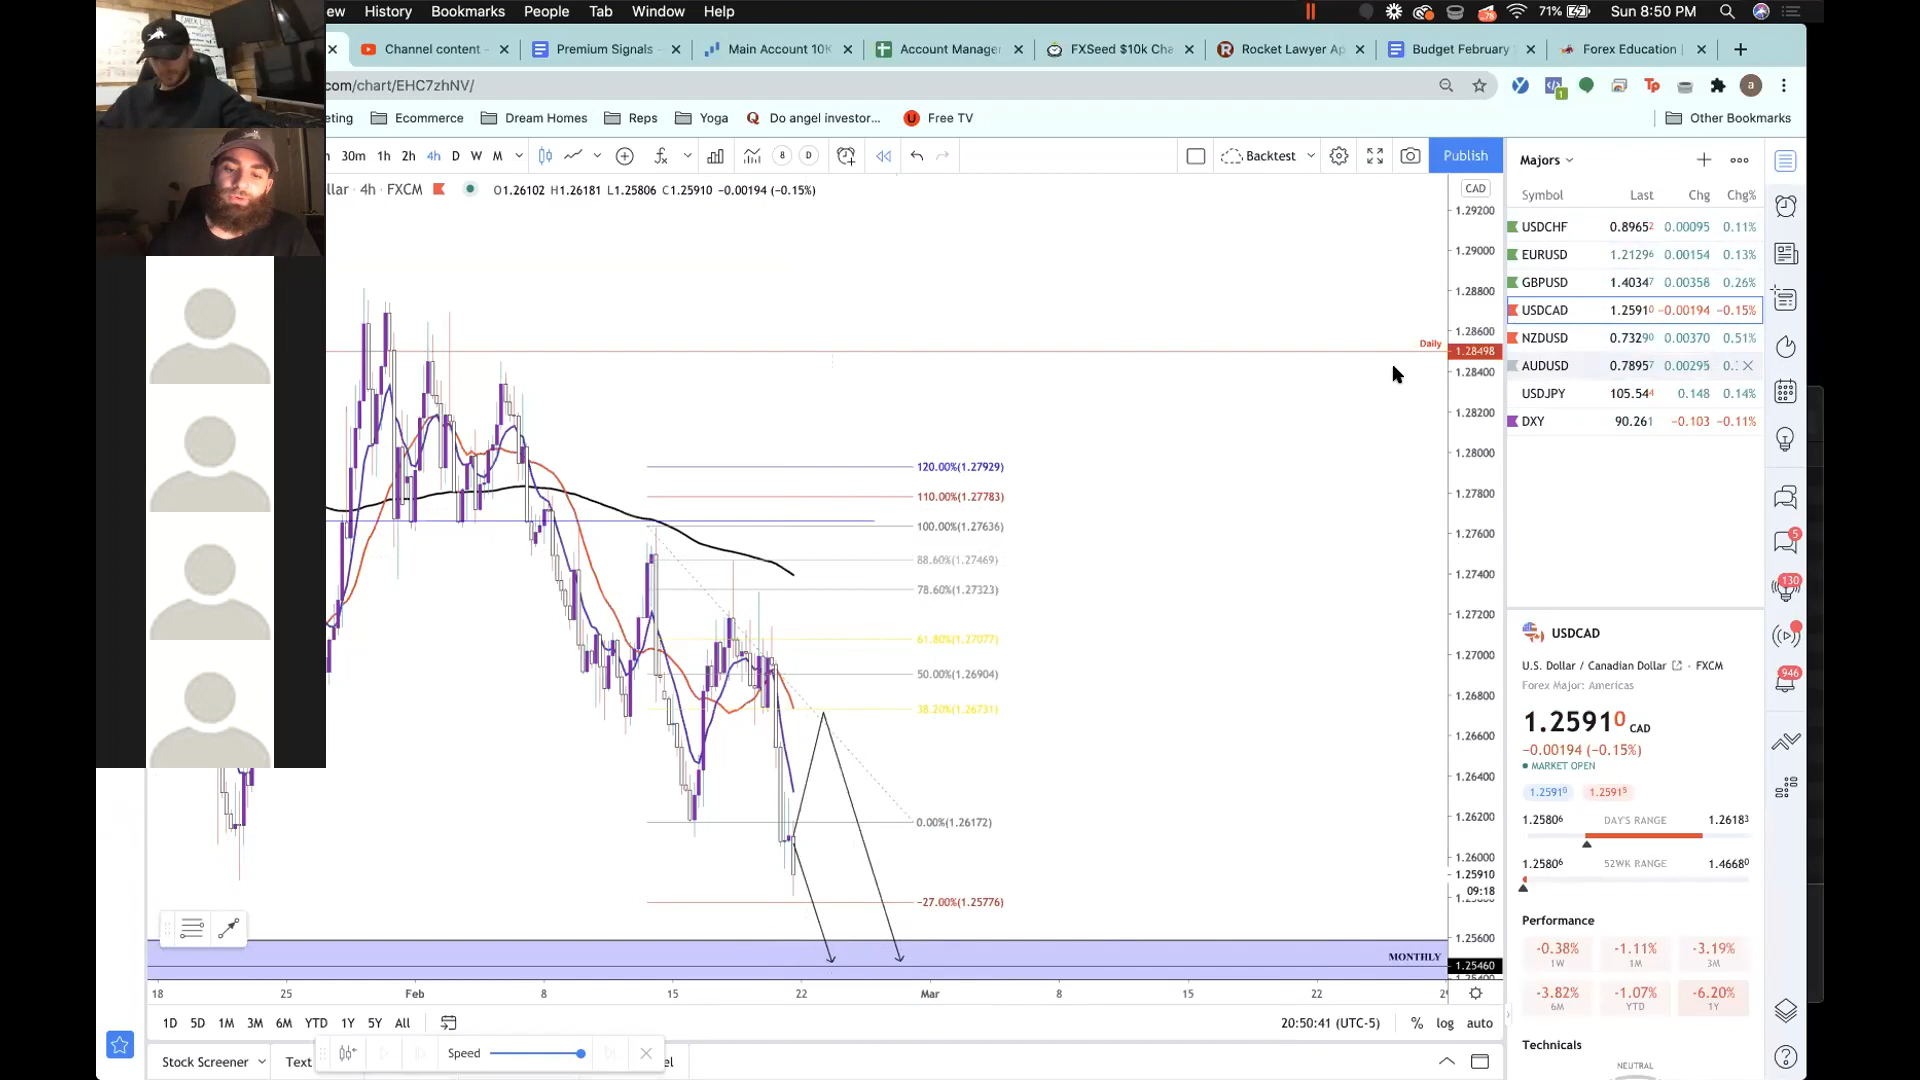 ew History Bookmarks People Tab Window Help 71% Sun 8:50 PM
Channel content - Premium Signals Main Account 10K Account Manager FXSeed $10k Cha Rocket Lawyer Ap Budget February Forex Education |
com/chart/EHC7zhNV/
eting Ecommerce Dream Homes Reps Yoga Do angel investor... Free TV Other Bookmarks
30m 1h 2h 4h D W M 8 D Backtest Publish
llar · 4h · FXCM O1.26102 H1.26181 L1.25806 C1.25910 −0.00194 (−0.15%)
CAD
1.29200
1.29000
1.28800
1.28600
Daily 1.28498
1.28400
1.28200
1.28000
1.27800
1.27600
1.27400
1.27200
1.27000
1.26800
1.26600
1.26400
1.26200
1.26000
1.25910
09:18
1.25600
MONTHLY 1.25460
120.00%(1.27929)
110.00%(1.27783)
100.00%(1.27636)
88.60%(1.27469)
78.60%(1.27323)
61.80%(1.27077)
50.00%(1.26904)
38.20%(1.26731)
0.00%(1.26172)
−27.00%(1.25776)
18 25 Feb 8 15 22 Mar 8 15 22
1D 5D 1M 3M 6M YTD 1Y 5Y All 20:50:41 (UTC-5) % log auto
Stock Screener Text Speed el
Majors
Symbol Last Chg Chg%
USDCHF 0.89652 0.00095 0.11%
EURUSD 1.21296 0.00154 0.13%
GBPUSD 1.40347 0.00358 0.26%
USDCAD 1.25910 −0.00194 −0.15%
NZDUSD 0.73290 0.00370 0.51%
AUDUSD 0.78957 0.00295 0.
USDJPY 105.544 0.148 0.14%
DXY 90.261 −0.103 −0.11%
USDCAD
U.S. Dollar / Canadian Dollar · FXCM
Forex Major: Americas
1.25910 CAD
−0.00194 (−0.15%)
MARKET OPEN
1.25910 1.25915
1.25806 DAY'S RANGE 1.26183
1.25806 52WK RANGE 1.46680
Performance
-0.38% -1.11% -3.19%
1W 1M 3M
-3.82% -1.07% -6.20%
6M YTD 1Y
Technicals
NEUTRAL
5
130
946